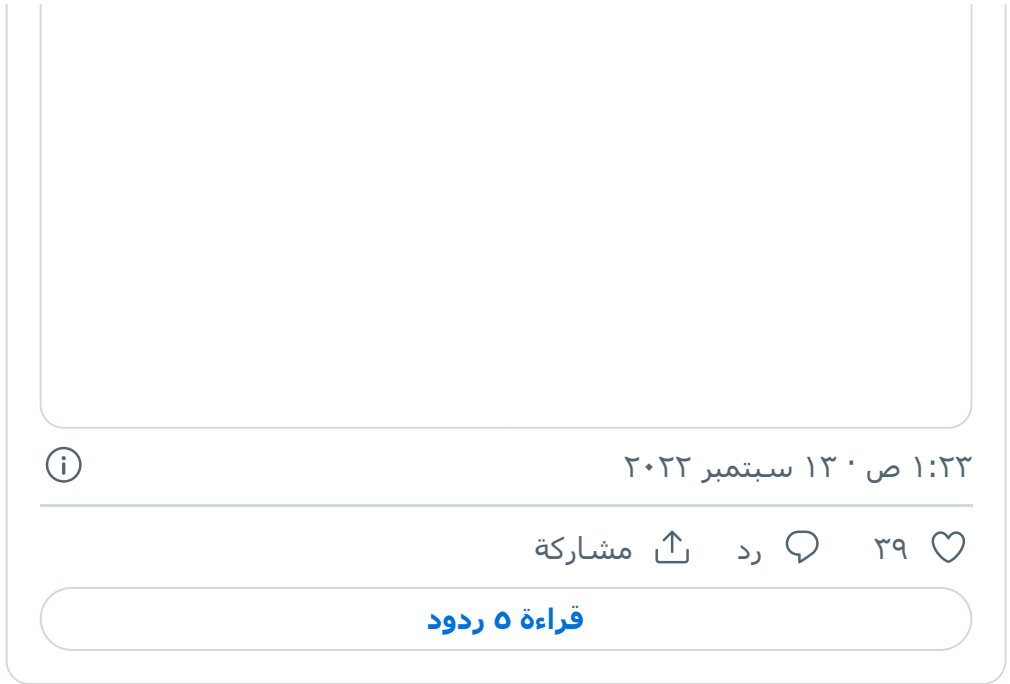 ١:٢٣ ص · ١٣ سبتمبر ٢٠٢٢
٣٩ رد مشاركة
قراءة ٥ ردود